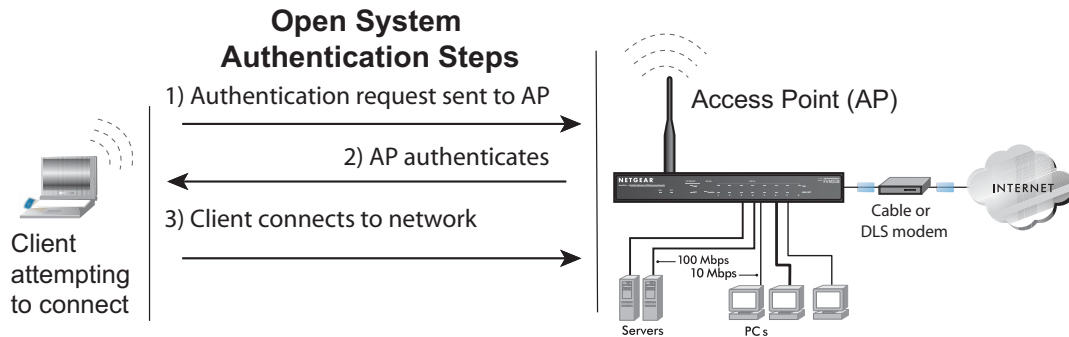 Open System
Authentication Steps
1) Authentication request sent to AP
2) AP authenticates
3) Client connects to network
Client
attempting
to connect
Access Point (AP)
NETGEAR
INTERNET
Cable or
DLS modem
100 Mbps
10 Mbps
Servers
PCs